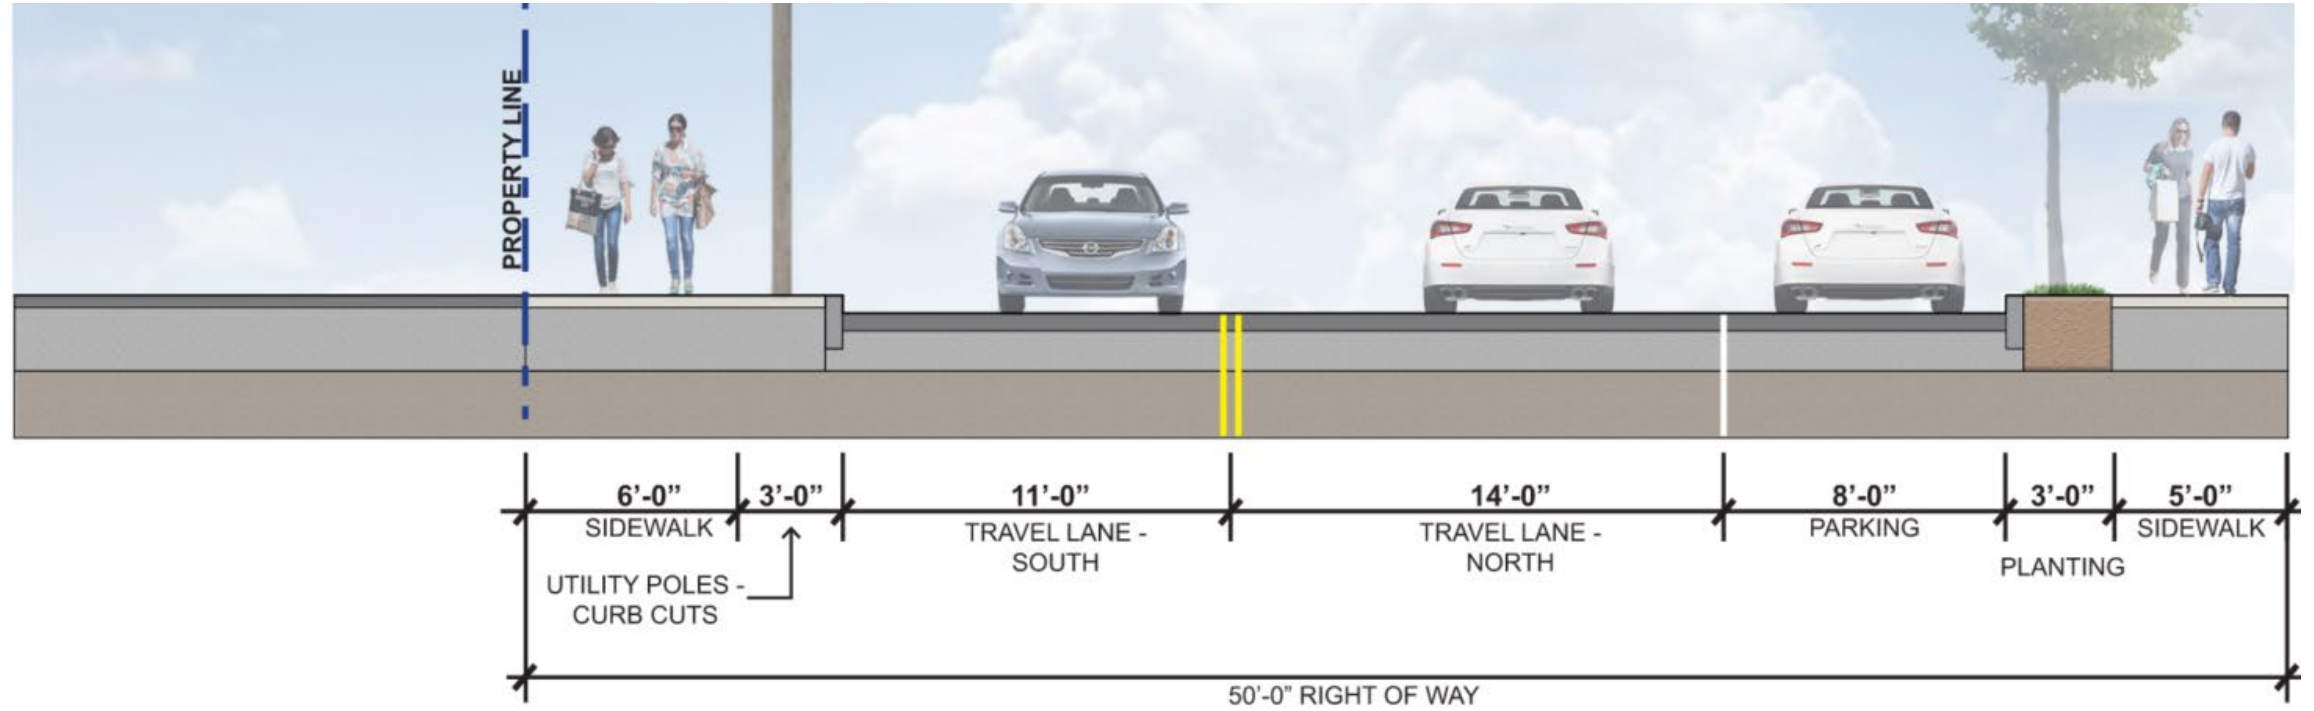 PROPERTY LINE
6’-0”
3’-0”
11’-0”
14’-0”
8’-0”
3’-0”
5’-0”
SIDEWALK
TRAVEL LANE -
SOUTH
TRAVEL LANE -
NORTH
PARKING
PLANTING
SIDEWALK
UTILITY POLES -
CURB CUTS
50’-0” RIGHT OF WAY